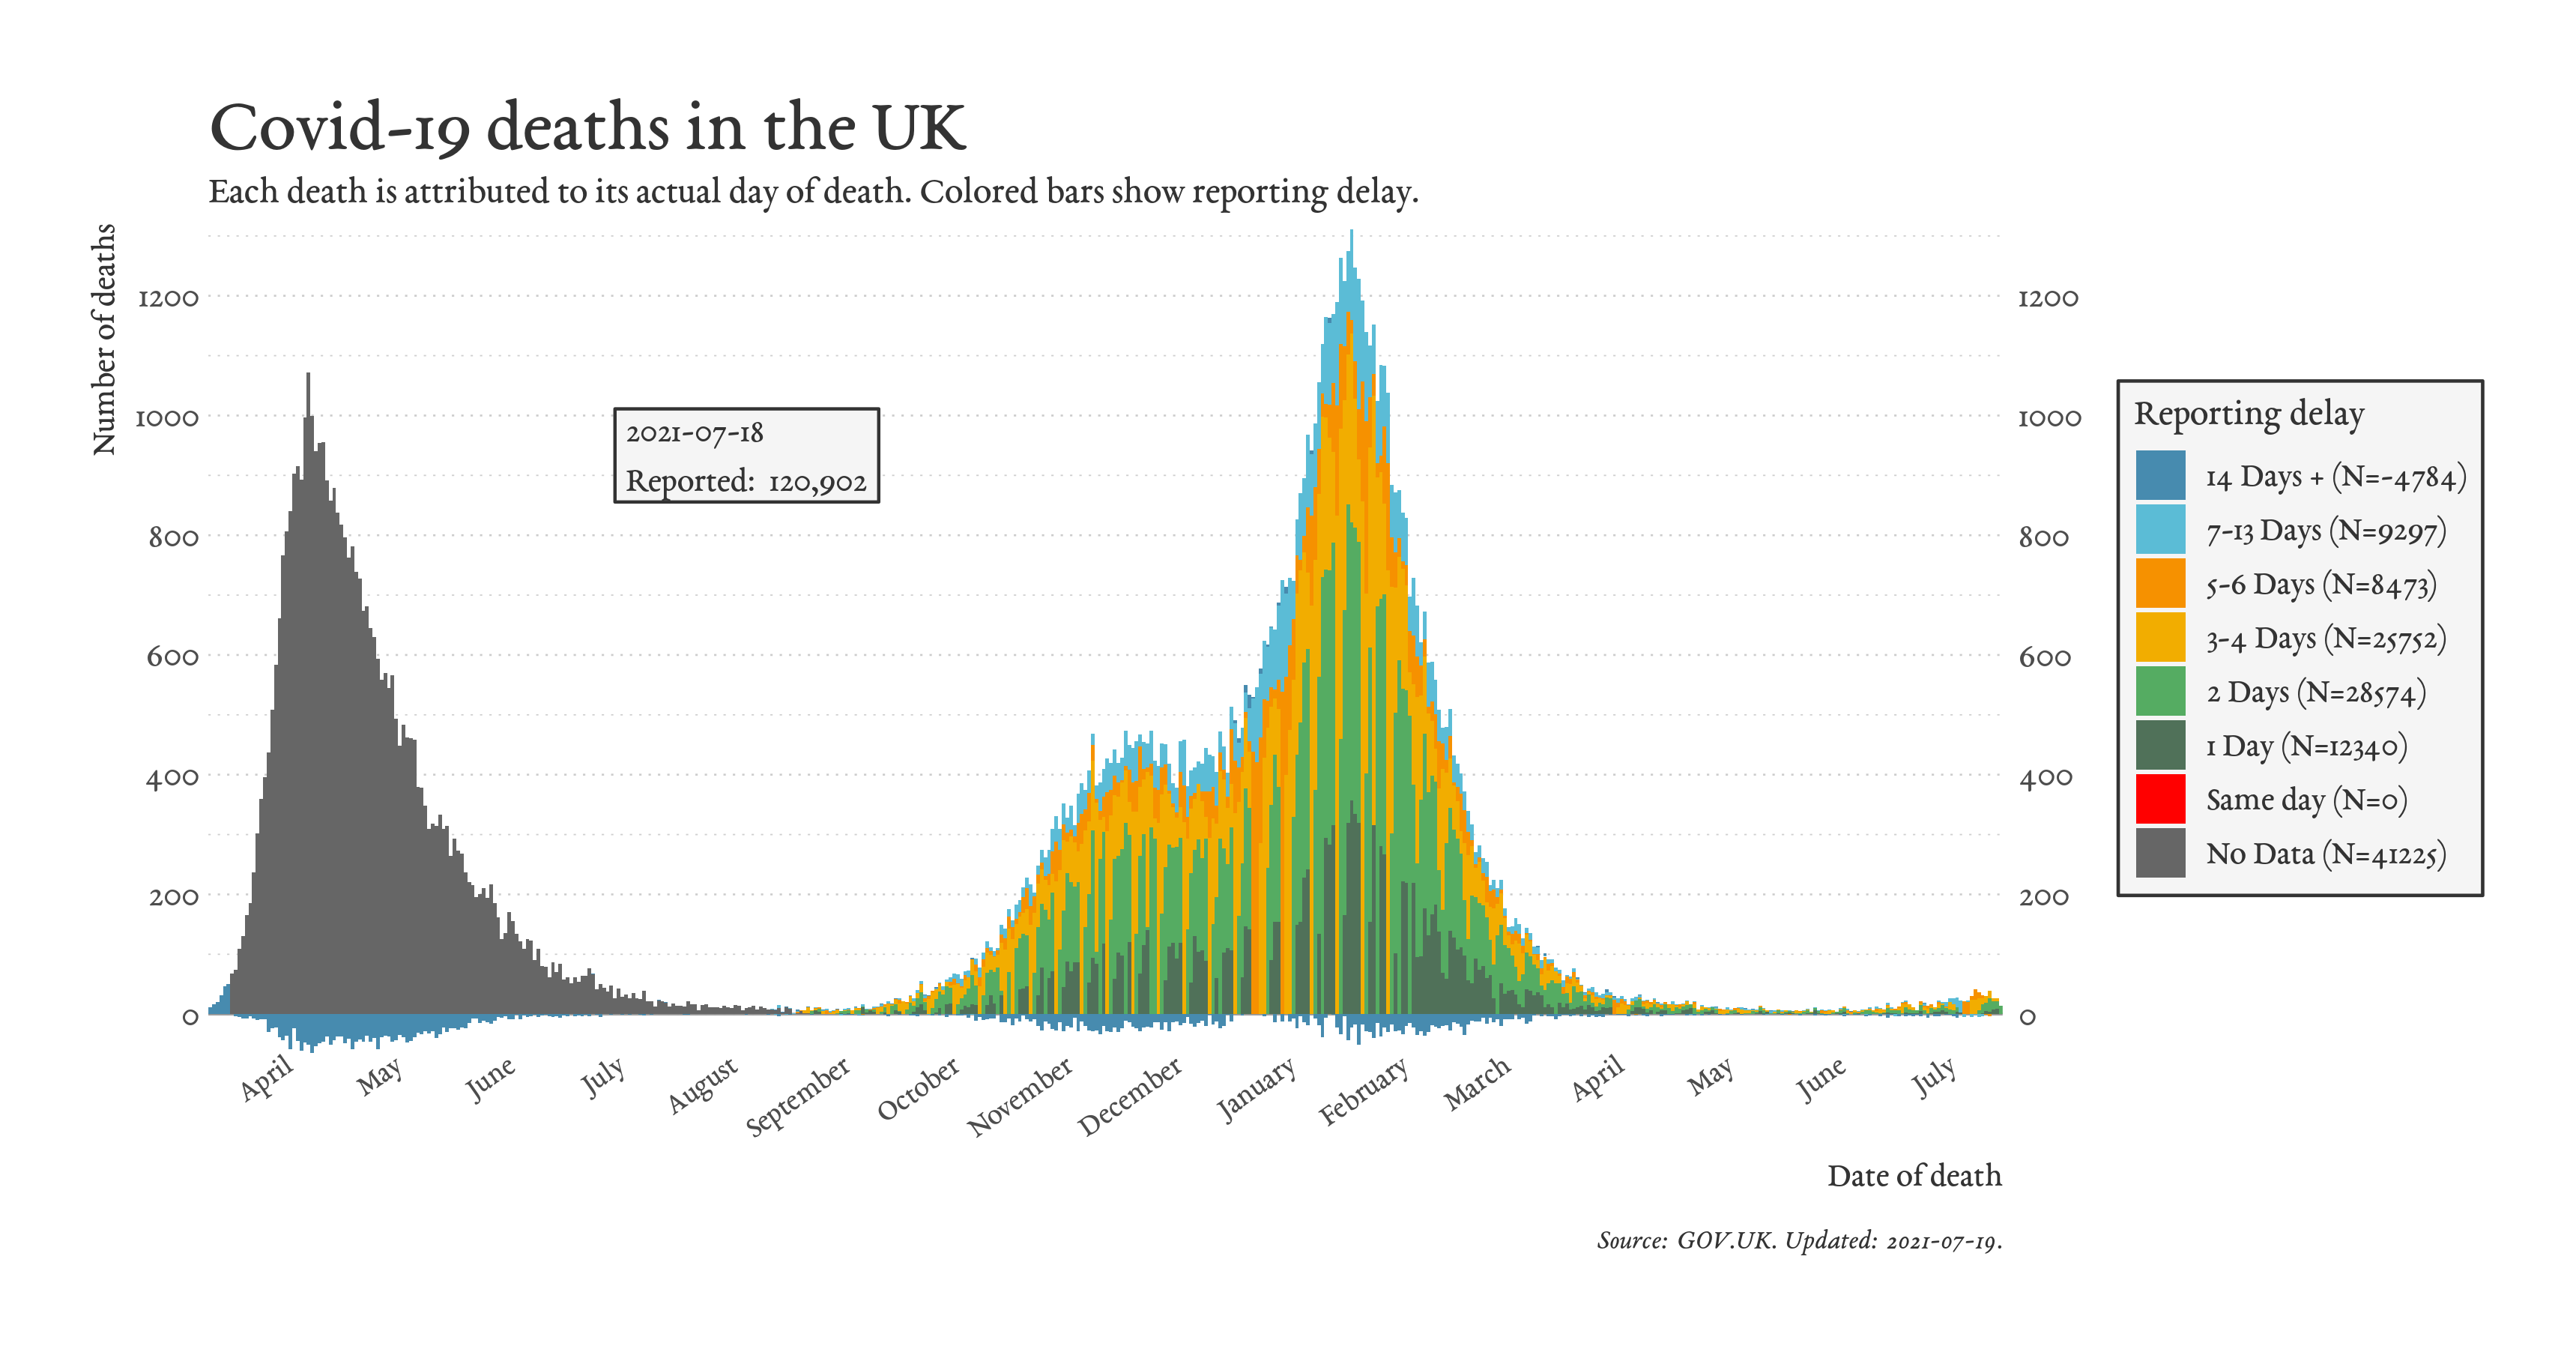 Covid-19 deaths in the UK
Each death is attributed to its actual day of death. Colored bars show reporting delay.
Number of deaths
1200
1000
800
600
400
200
0
2021-07-18
Reported: 120,902
1200
1000
800
600
400
200
0
April
May
June
July
August
September
October
November
December
January
February
March
April
May
June
July
Date of death
Reporting delay
14 Days + (N=-4784)
7-13 Days (N=9297)
5-6 Days (N=8473)
3-4 Days (N=25752)
2 Days (N=28574)
1 Day (N=12340)
Same day (N=0)
No Data (N=41225)
Source: GOV.UK. Updated: 2021-07-19.